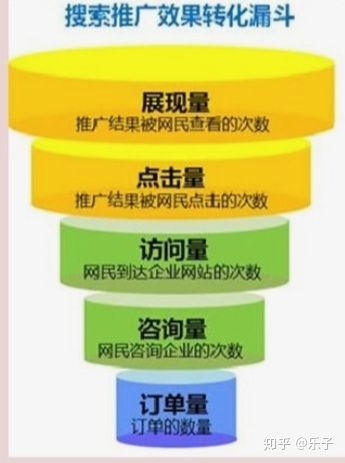 搜索推广效果转化漏斗
展现量
推广结果被网民查看的次数
点击量
推广结果被网民点击的次数
访问量
网民到达企业网站的次数
咨询量
网民咨询企业的次数
订单量
订单的数量
知乎 @乐子